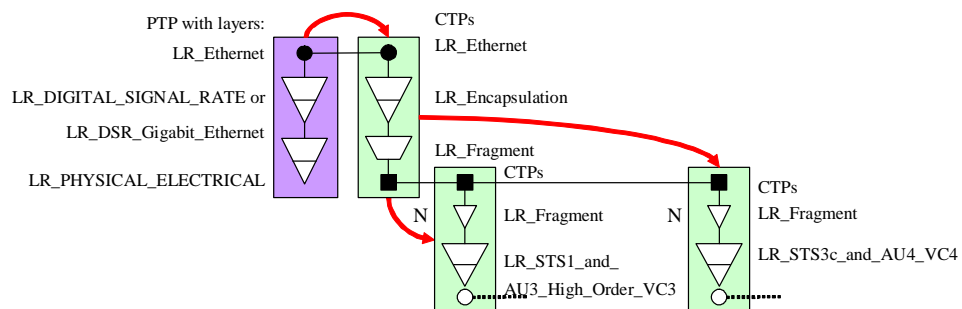 PTP with layers:
CTPs
LR_Ethernet
LR_Ethernet
LR_DIGITAL_SIGNAL_RATE or
LR_Encapsulation
LR_DSR_Gigabit_Ethernet
LR_Fragment
LR_PHYSICAL_ELECTRICAL
CTPs
CTPs
N
LR_Fragment
N
LR_Fragment
LR_STS1_and_
AU3_High_Order_VC3
LR_STS3c_and_AU4_VC4